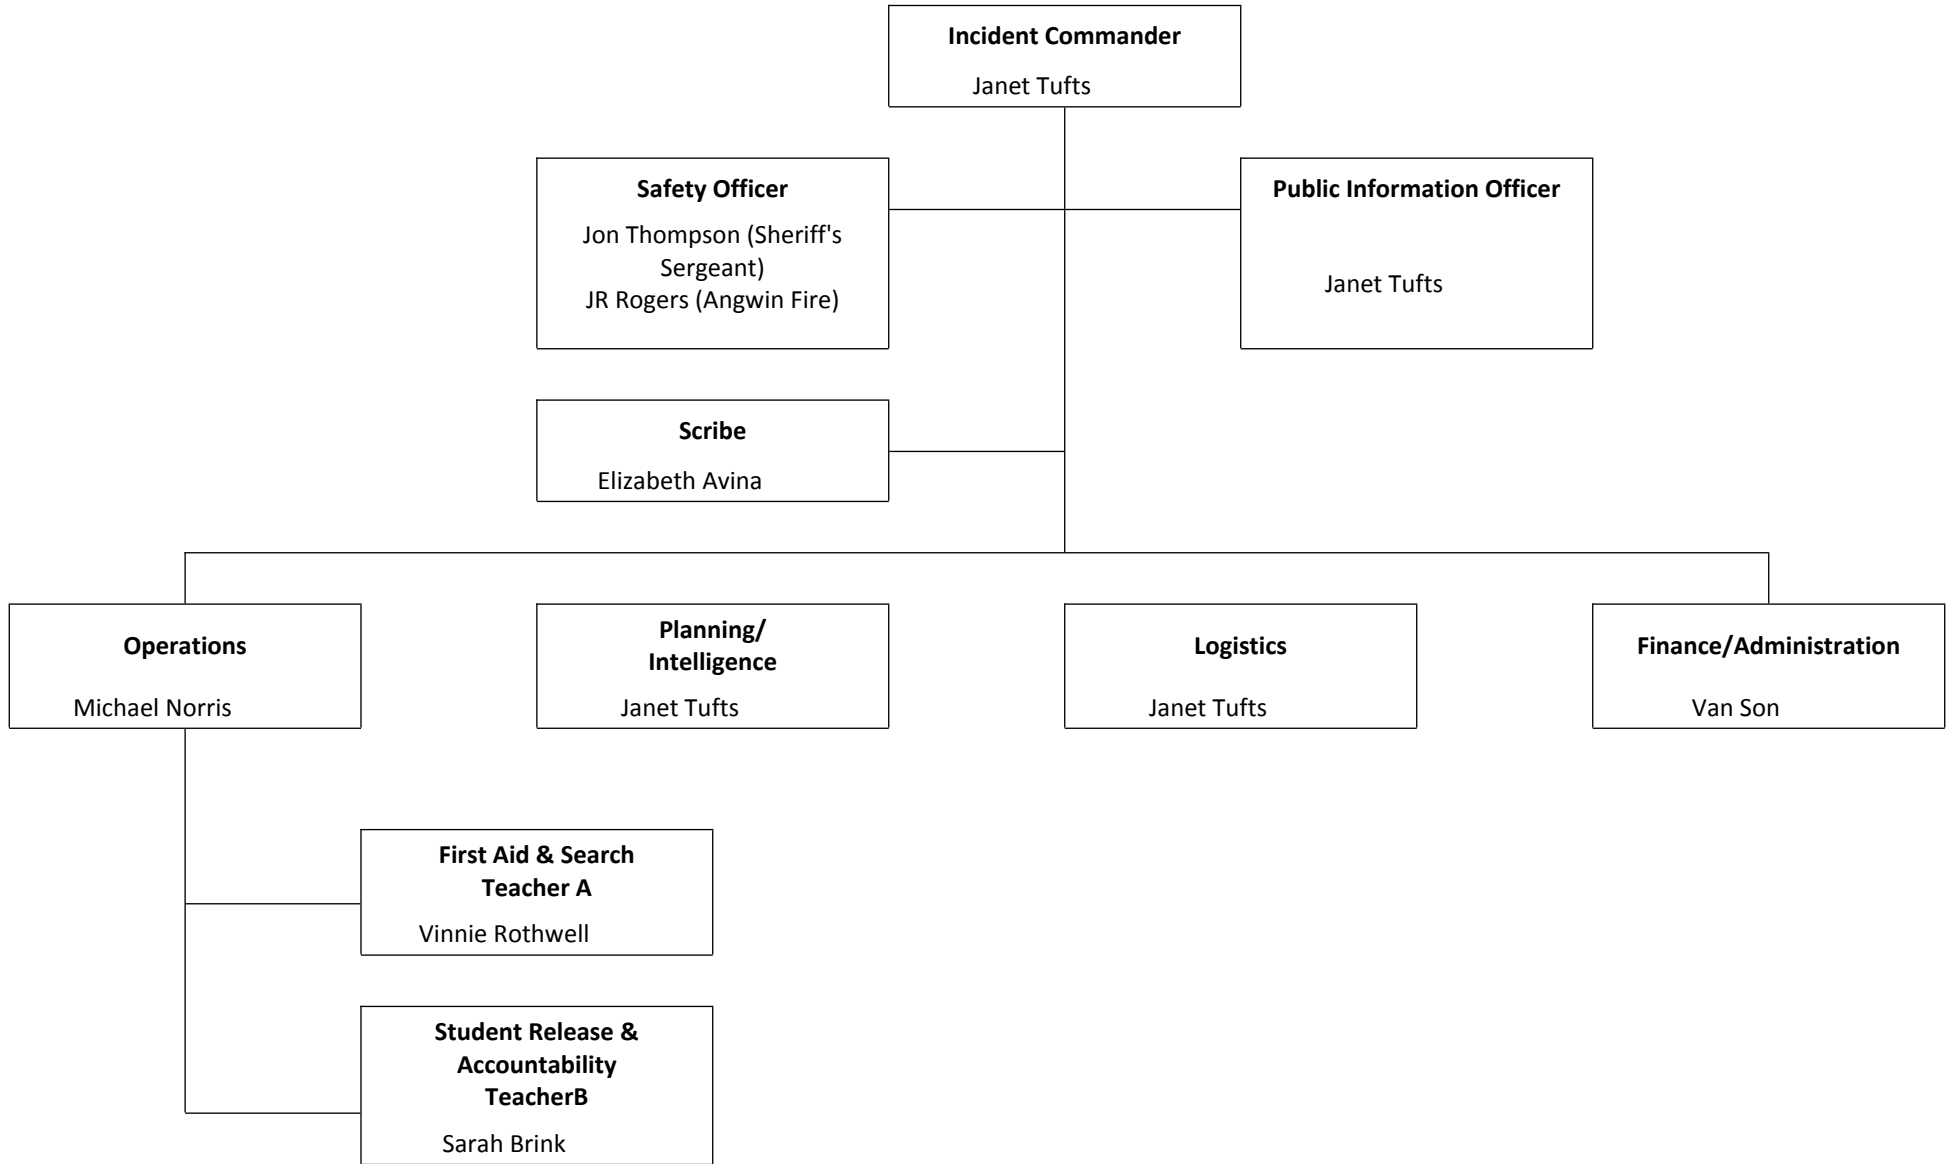 Incident Commander
Janet Tufts
Safety Officer
Jon Thompson (Sheriff's
Sergeant)
JR Rogers (Angwin Fire)
Public Information Officer
Janet Tufts
Scribe
Elizabeth Avina
Operations
Michael Norris
Planning/
Intelligence
Janet Tufts
Logistics
Janet Tufts
Finance/Administration
Van Son
First Aid & Search
Teacher A
Vinnie Rothwell
Student Release &
Accountability
TeacherB
Sarah Brink